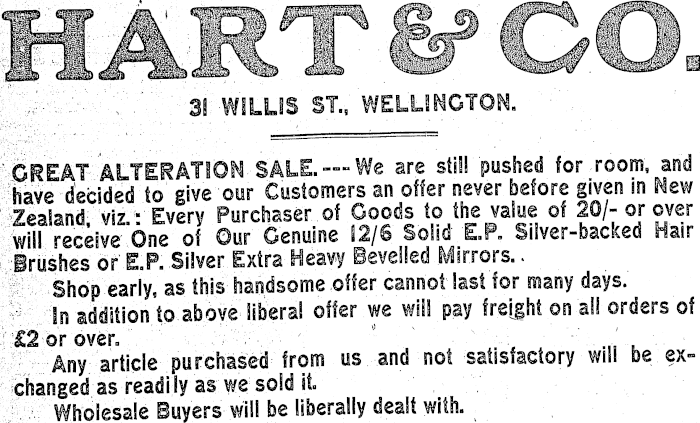 HART & CO.
31 WILLIS ST., WELLINGTON.
GREAT ALTERATION SALE.---We are still pushed for room, and
have decided to give our Customers an offer never before given in New
Zealand, viz.: Every Purchaser of Goods to the value of 20/- or over
will receive One of Our Genuine 12/6 Solid E.P. Silver-backed Hair
Brushes or E.P. Silver Extra Heavy Bevelled Mirrors.
Shop early, as this handsome offer cannot last for many days.
In addition to above liberal offer we will pay freight on all orders of
£2 or over.
Any article purchased from us and not satisfactory will be ex-
changed as readily as we sold it.
Wholesale Buyers will be liberally dealt with.